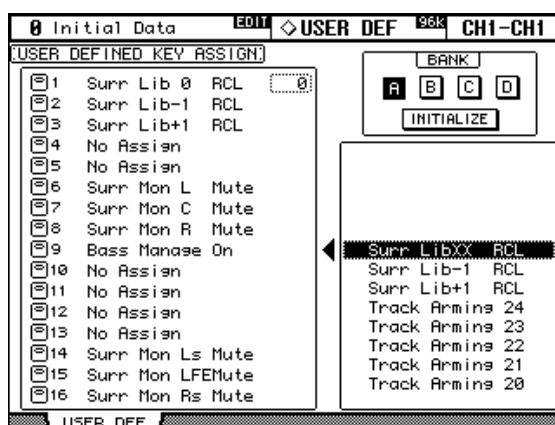 0 Initial Data EDIT ◇USER DEF 96k CH1-CH1
USER DEFINED KEY ASSIGN
1 Surr Lib 0 RCL 0
2 Surr Lib-1 RCL
3 Surr Lib+1 RCL
4 No Assign
5 No Assign
6 Surr Mon L Mute
7 Surr Mon C Mute
8 Surr Mon R Mute
9 Bass Manage On
10 No Assign
11 No Assign
12 No Assign
13 No Assign
14 Surr Mon Ls Mute
15 Surr Mon LFEMute
16 Surr Mon Rs Mute
BANK
A B C D
INITIALIZE
Surr LibXX RCL
Surr Lib-1 RCL
Surr Lib+1 RCL
Track Arming 24
Track Arming 23
Track Arming 22
Track Arming 21
Track Arming 20
USER DEF